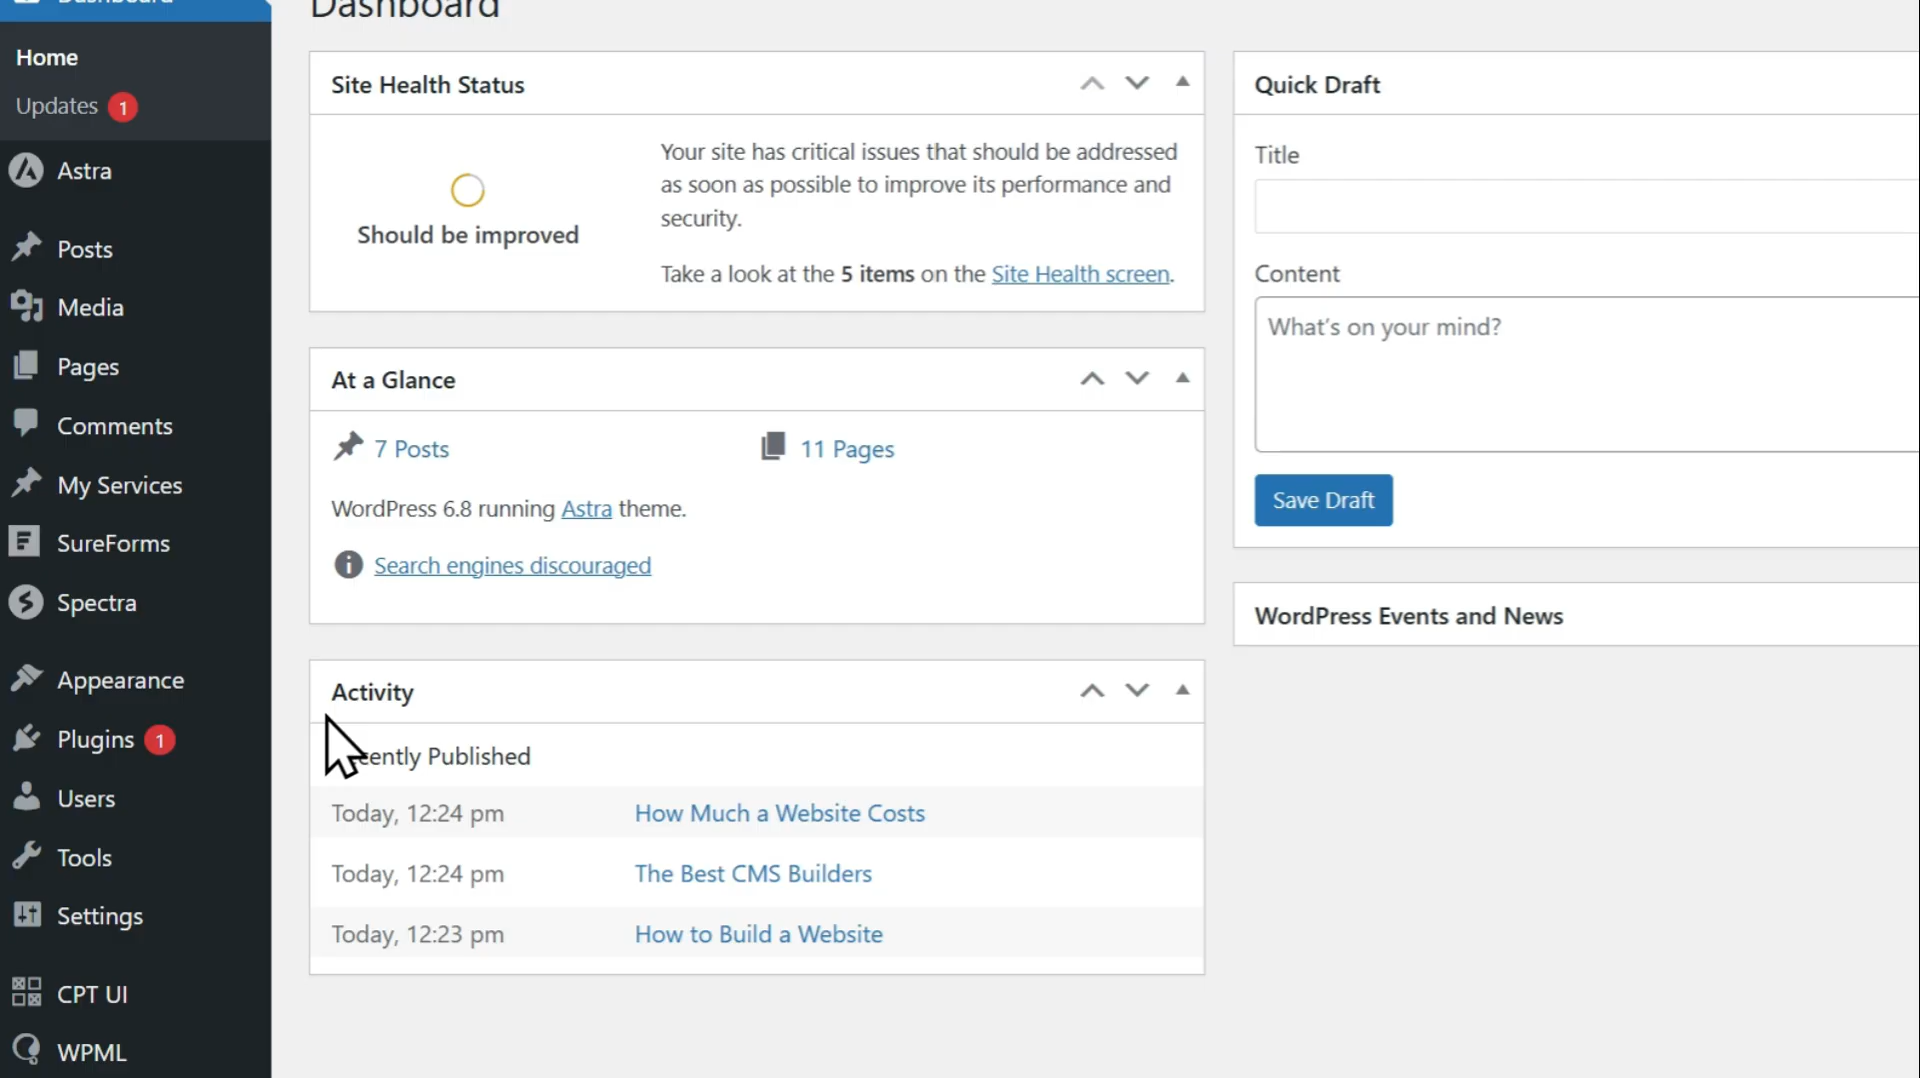 Dashboard
Dashboard
Home
Updates 1
Astra
Posts
Media
Pages
Comments
My Services
SureForms
Spectra
Appearance
Plugins 1
Users
Tools
Settings
CPT UI
WPML
Site Health Status
Should be improved
Your site has critical issues that should be addressed
as soon as possible to improve its performance and
security.
Take a look at the 5 items on the Site Health screen.
At a Glance
7 Posts
11 Pages
WordPress 6.8 running Astra theme.
Search engines discouraged
Activity
cently Published
Today, 12:24 pm How Much a Website Costs
Today, 12:24 pm The Best CMS Builders
Today, 12:23 pm How to Build a Website
Quick Draft
Title
Content
What's on your mind?
Save Draft
WordPress Events and News